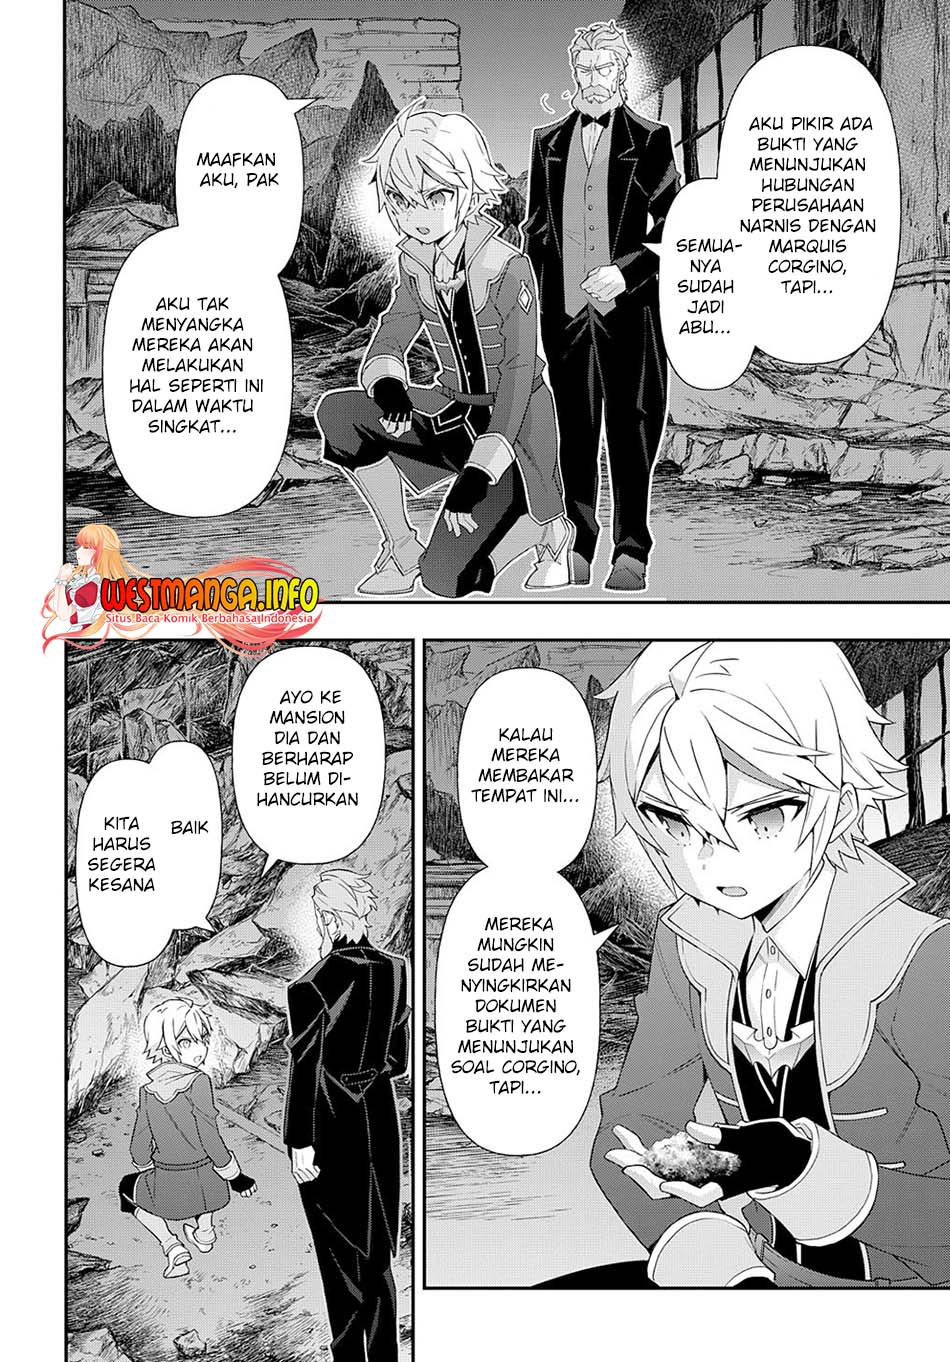 AKU PIKIR ADA
BUKTI YANG
MENUNJUKAN
HUBUNGAN
PERUSAHAAN
NARNIS DENGAN
MARQUIS
CORGINO,
TAPI...
SEMUA-
NYA
SUDAH
JADI
ABU...
MAAFKAN
AKU, PAK
AKU TAK
MENYANGKA
MEREKA AKAN
MELAKUKAN
HAL SEPERTI INI
DALAM WAKTU
SINGKAT...
WESTMANGA.INFO
Situs Baca Komik Berbahasa Indonesia
KALAU
MEREKA
MEMBAKAR
TEMPAT INI...
MEREKA
MUNGKIN
SUDAH ME-
NYINGKIRKAN
DOKUMEN
BUKTI YANG
MENUNJUKAN
SOAL CORGINO,
TAPI...
AYO KE
MANSION
DIA DAN
BERHARAP
BELUM DI-
HANCURKAN
BAIK
KITA
HARUS
SEGERA
KESANA